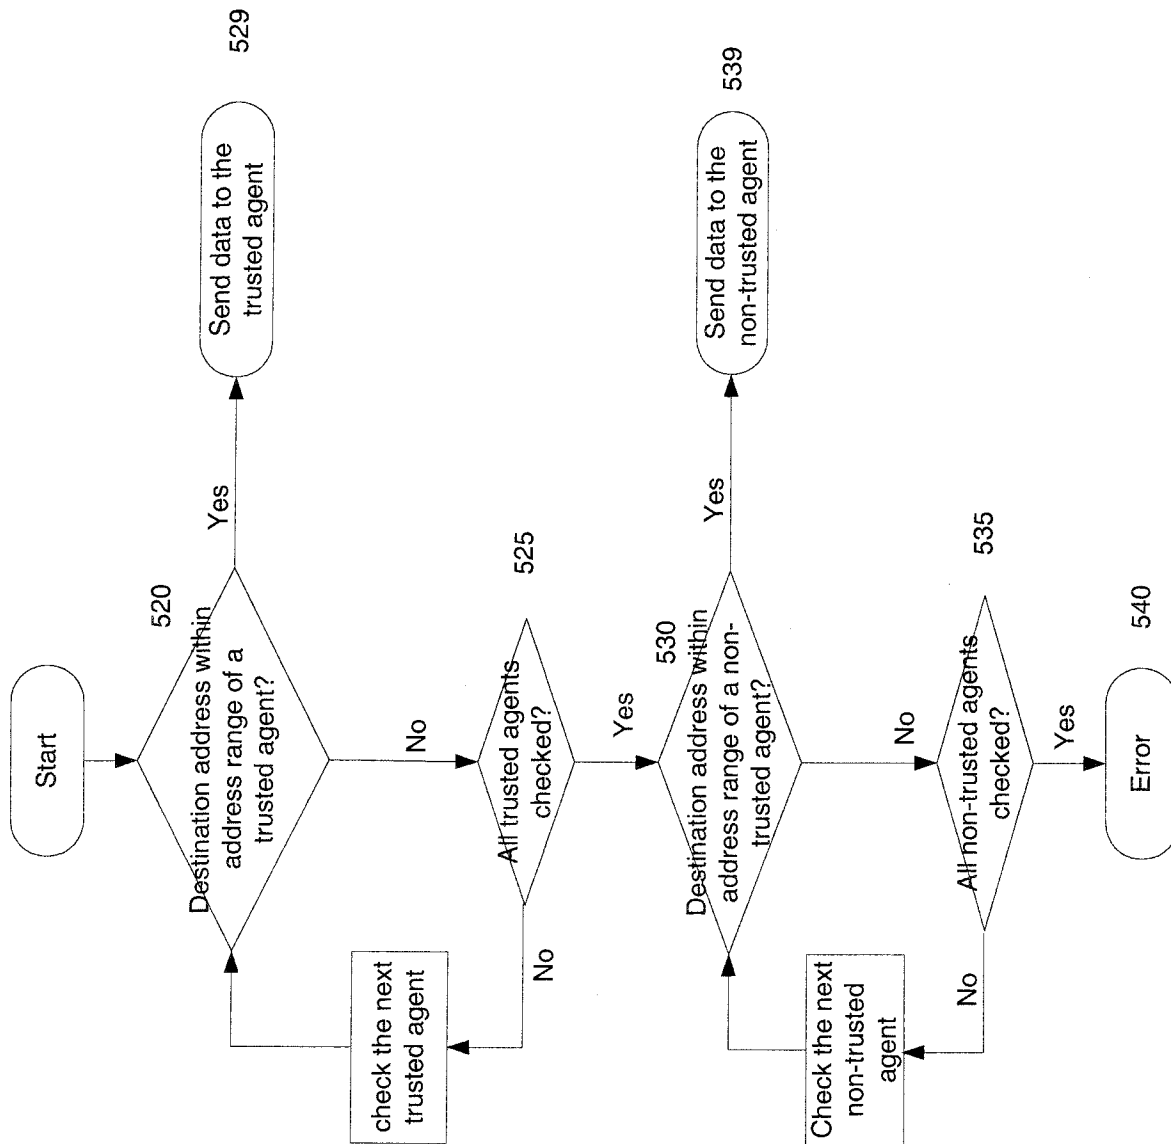 Start
520
Destination address within
address range of a
trusted agent?
Yes
Send data to the
trusted agent
529
No
check the next
trusted agent
All trusted agents
checked?
525
No
Yes
530
Destination address within
address range of a non-
trusted agent?
Yes
Send data to the
non-trusted agent
539
No
Check the next
non-trusted
agent
All non-trusted agents
checked?
535
No
Yes
Error
540